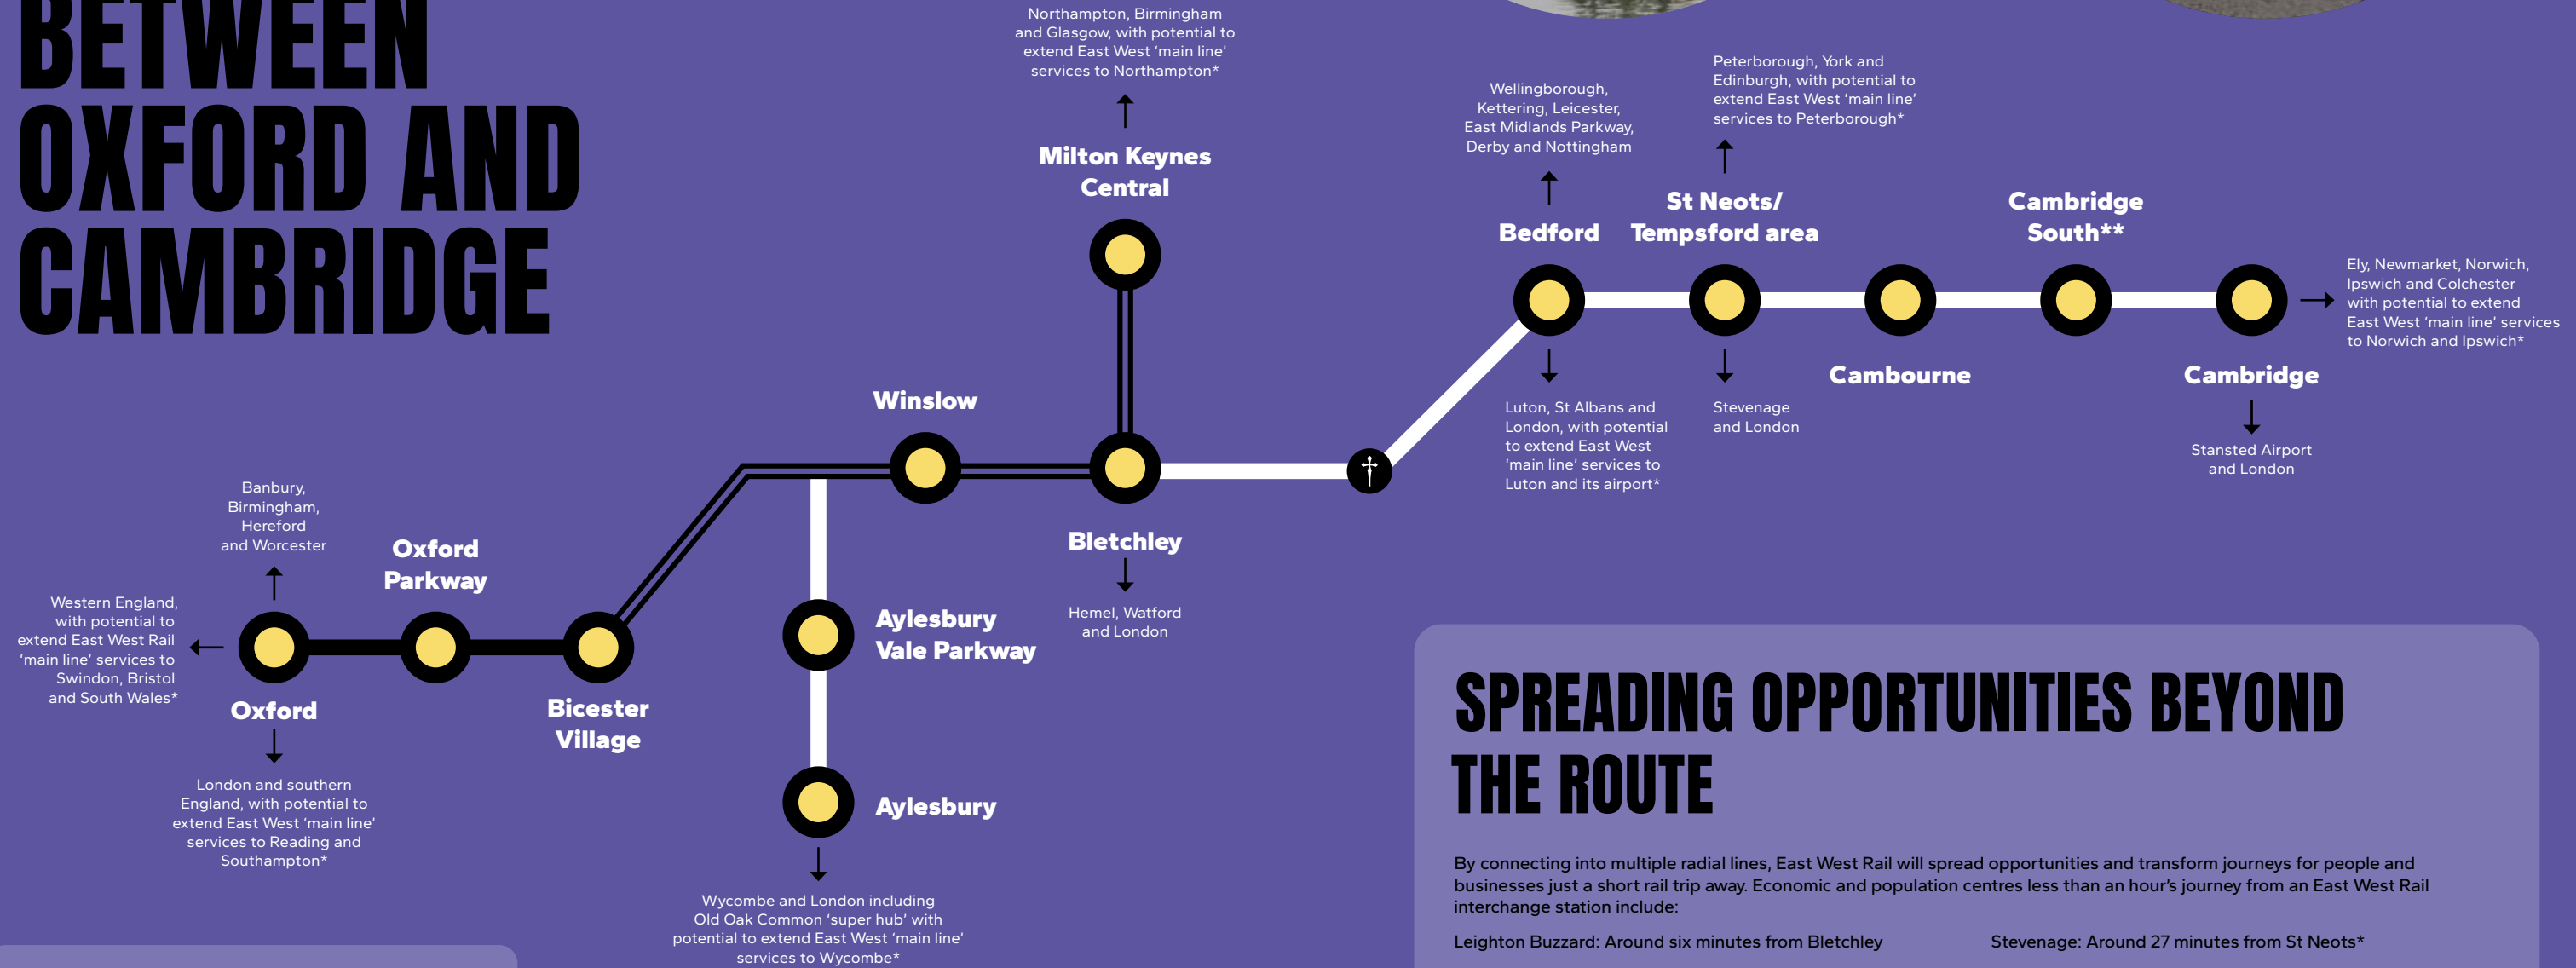 BETWEEN
OXFORD AND
CAMBRIDGE
Northampton, Birmingham
and Glasgow, with potential to
extend East West ‘main line’
services to Northampton*
Milton Keynes
Central
Wellingborough,
Kettering, Leicester,
East Midlands Parkway,
Derby and Nottingham
Bedford
Peterborough, York and
Edinburgh, with potential to
extend East West ‘main line’
services to Peterborough*
St Neots/
Tempsford area
Cambridge
South**
Ely, Newmarket, Norwich,
Ipswich and Colchester
with potential to extend
East West ‘main line’ services
to Norwich and Ipswich*
Cambourne
Cambridge
Stansted Airport
and London
Luton, St Albans and
London, with potential
to extend East West
‘main line’ services to
Luton and its airport*
Stevenage
and London
†
Winslow
Bletchley
Hemel, Watford
and London
Banbury,
Birmingham,
Hereford
and Worcester
Oxford
Parkway
Western England,
with potential to
extend East West Rail
‘main line’ services to
Swindon, Bristol
and South Wales*
Oxford
London and southern
England, with potential to
extend East West ‘main line’
services to Reading and
Southampton*
Bicester
Village
Aylesbury
Vale Parkway
Aylesbury
Wycombe and London including
Old Oak Common ‘super hub’ with
potential to extend East West ‘main line’
services to Wycombe*
SPREADING OPPORTUNITIES BEYOND
THE ROUTE
By connecting into multiple radial lines, East West Rail will spread opportunities and transform journeys for people and
businesses just a short rail trip away. Economic and population centres less than an hour’s journey from an East West Rail
interchange station include:
Leighton Buzzard: Around six minutes from Bletchley
Stevenage: Around 27 minutes from St Neots*